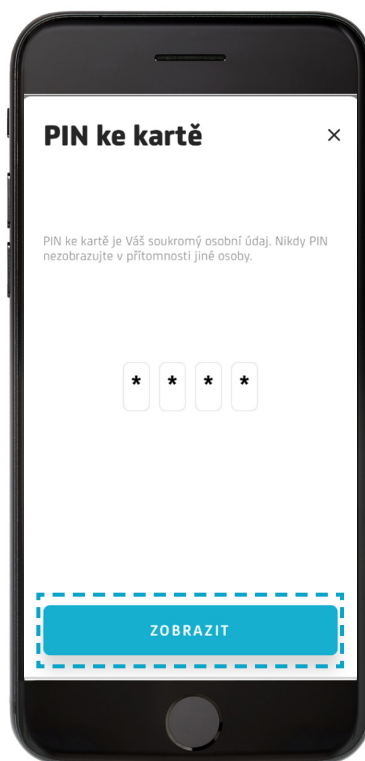 PIN ke kartě
PIN ke kartě je Váš soukromý osobní údaj. Nikdy PIN
nezobrazujte v přítomnosti jiné osoby.
* * * *
ZOBRAZIT